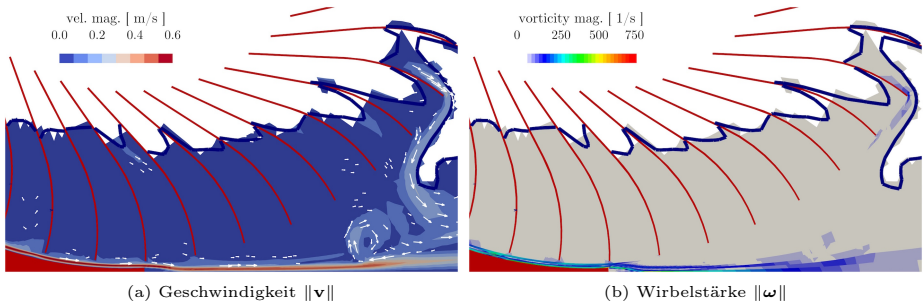 vel. mag. [ m/s ]
0.0 0.2 0.4 0.6
vorticity mag. [ 1/s ]
0 250 500 750
(a) Geschwindigkeit ‖v‖
(b) Wirbelstärke ‖ω‖